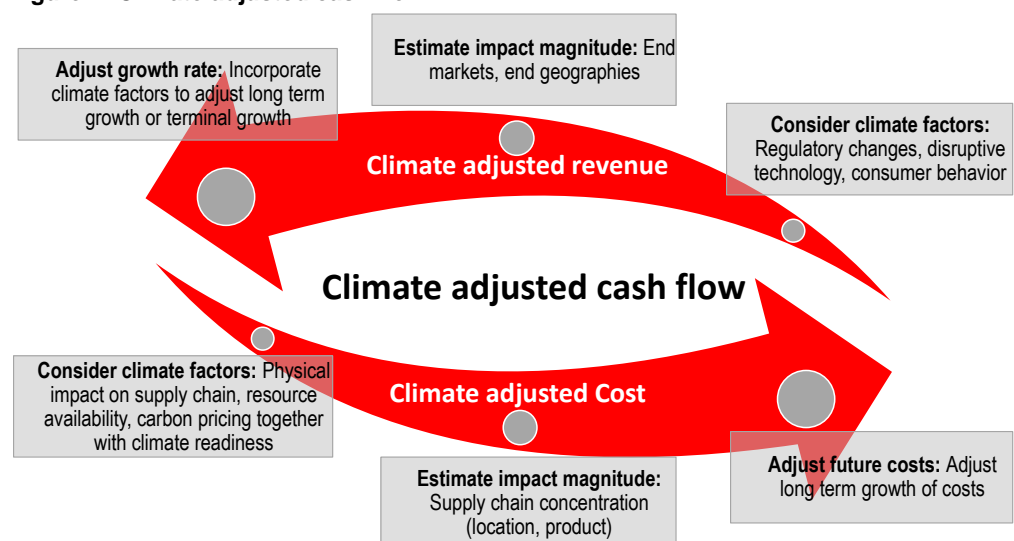 Estimate impact magnitude: End
markets, end geographies
Adjust growth rate: Incorporate
climate factors to adjust long term
growth or terminal growth
Consider climate factors:
Regulatory changes, disruptive
technology, consumer behavior
Climate adjusted revenue
Climate adjusted cash flow
Climate adjusted Cost
Consider climate factors: Physical
impact on supply chain, resource
availability, carbon pricing together
with climate readiness
Estimate impact magnitude:
Supply chain concentration
(location, product)
Adjust future costs: Adjust
long term growth of costs